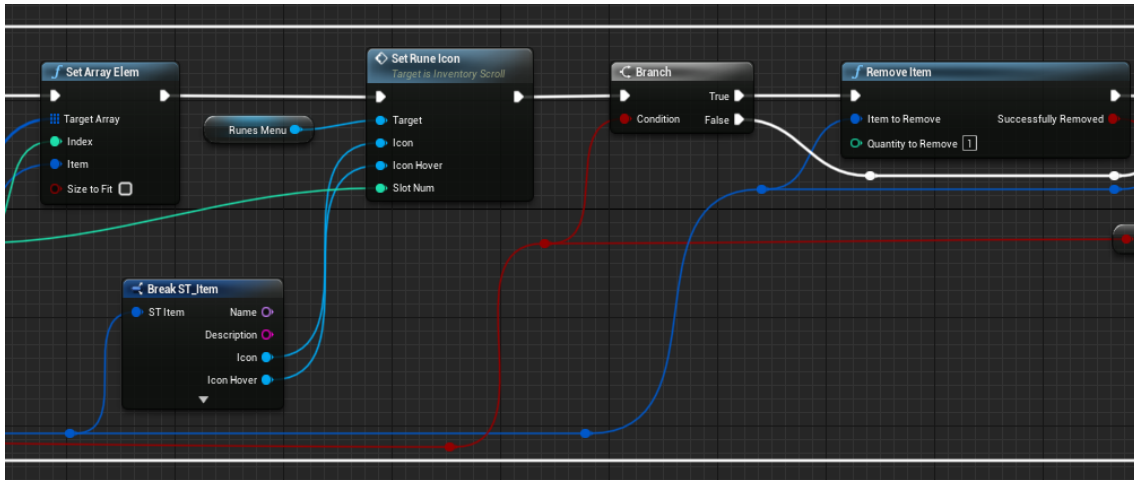 Set Array Elem
Target Array
Index
Item
Size to Fit
Set Rune Icon
Target is Inventory Scroll
Target
Icon
Icon Hover
Slot Num
Runes Menu
Branch
True
Condition
False
Remove Item
Item to Remove
Successfully Removed
Quantity to Remove 1
Break ST_Item
ST Item
Name
Description
Icon
Icon Hover